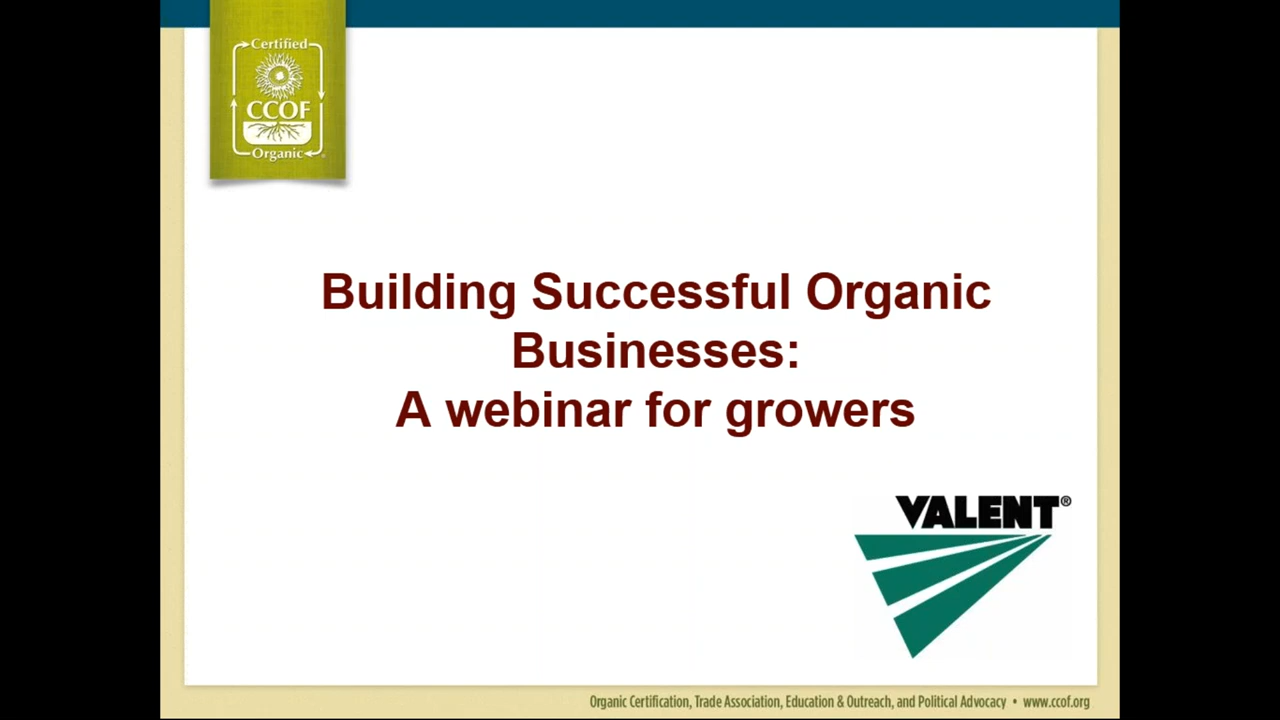 Certified
CCOF
Organic
Building Successful Organic
Businesses:
A webinar for growers
VALENT®
Organic Certification, Trade Association, Education & Outreach, and Political Advocacy • www.ccof.org